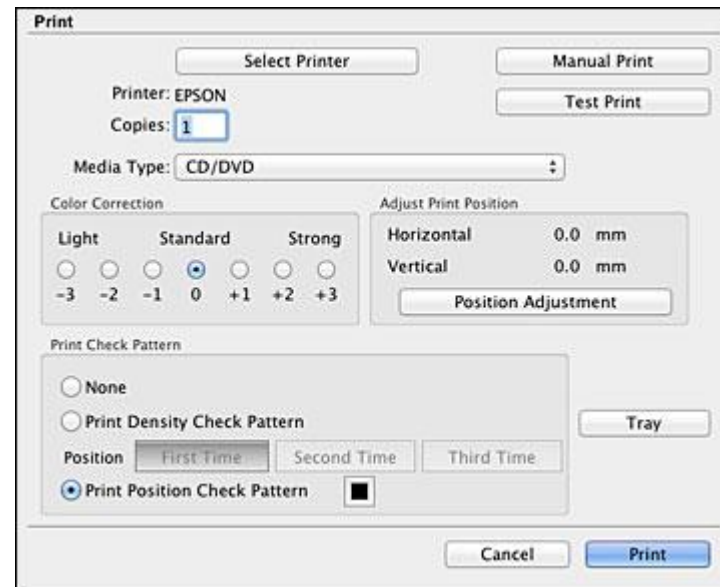 Print
Select Printer
Manual Print
Printer: EPSON
Test Print
Copies: 1
Media Type: CD/DVD
Color Correction
Light Standard Strong
-3 -2 -1 0 +1 +2 +3
Adjust Print Position
Horizontal 0.0 mm
Vertical 0.0 mm
Position Adjustment
Print Check Pattern
None
Print Density Check Pattern
Tray
Position First Time Second Time Third Time
Print Position Check Pattern
Cancel Print